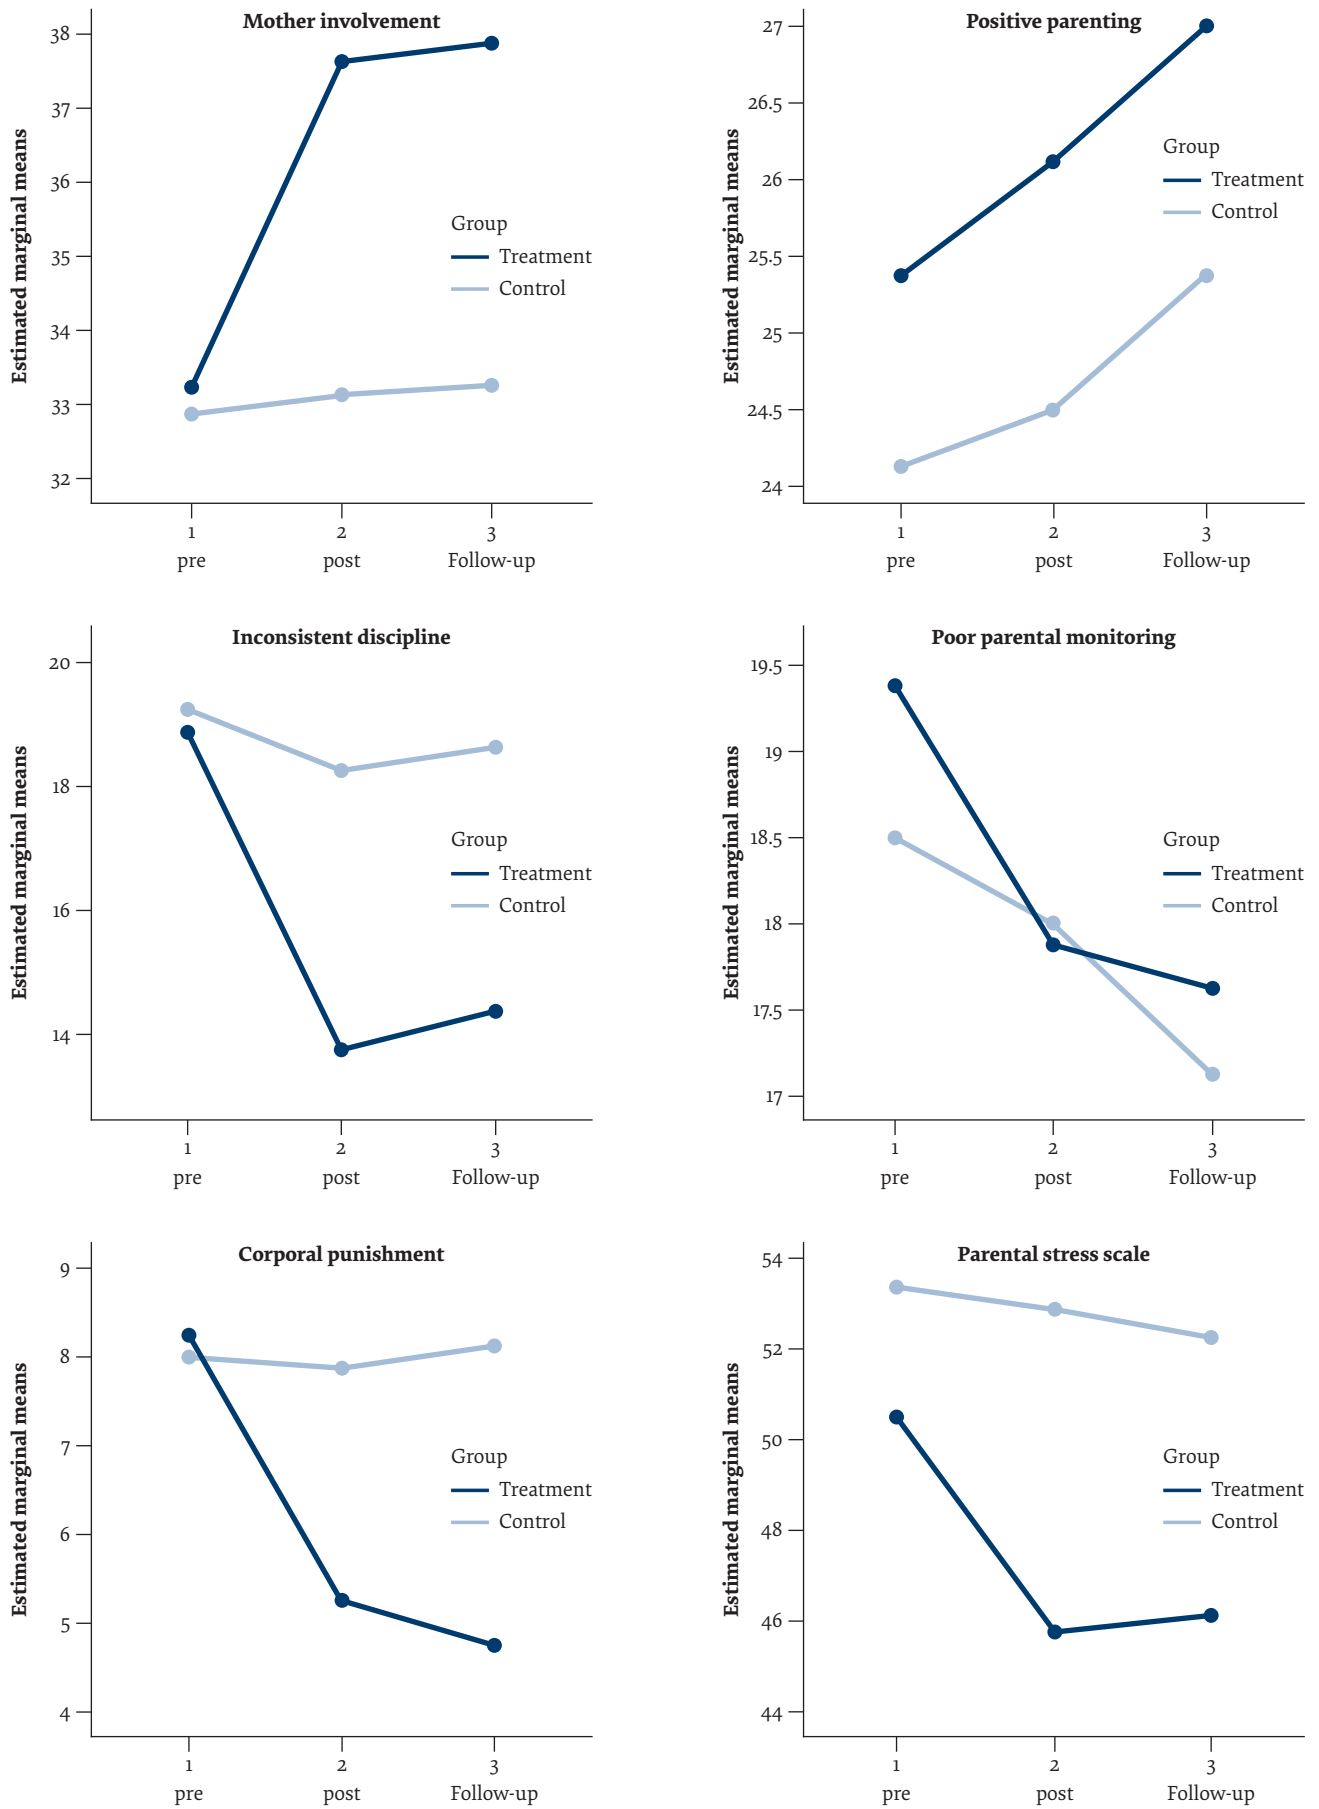 Mother involvement
Estimated marginal means
38
37
36
35
34
33
32
Group
Treatment
Control
1 2 3
pre post Follow-up
Positive parenting
Estimated marginal means
27
26.5
26
25.5
25
24.5
24
Group
Treatment
Control
1 2 3
pre post Follow-up
Inconsistent discipline
Estimated marginal means
20
18
16
14
Group
Treatment
Control
1 2 3
pre post Follow-up
Poor parental monitoring
Estimated marginal means
19.5
19
18.5
18
17.5
17
Group
Treatment
Control
1 2 3
pre post Follow-up
Corporal punishment
Estimated marginal means
9
8
7
6
5
4
Group
Treatment
Control
1 2 3
pre post Follow-up
Parental stress scale
Estimated marginal means
54
52
50
48
46
44
Group
Treatment
Control
1 2 3
pre post Follow-up